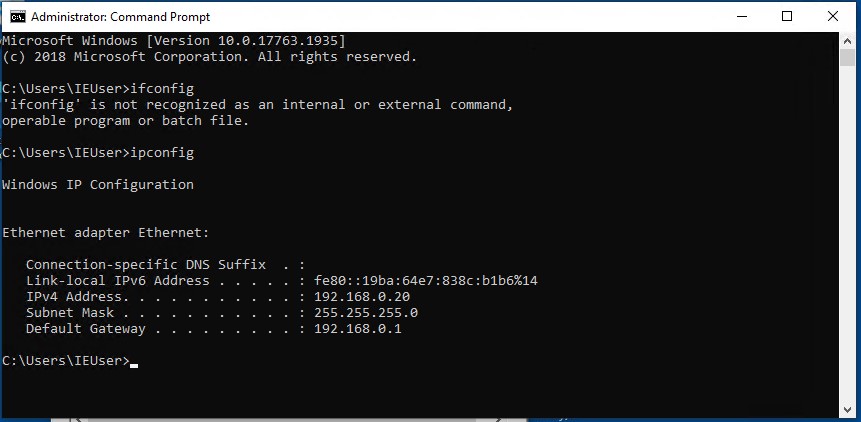 Administrator: Command Prompt
Microsoft Windows [Version 10.0.17763.1935]
(c) 2018 Microsoft Corporation. All rights reserved.
C:\Users\IEUser>ifconfig
'ifconfig' is not recognized as an internal or external command,
operable program or batch file.
C:\Users\IEUser>ipconfig
Windows IP Configuration
Ethernet adapter Ethernet:
Connection-specific DNS Suffix  . :
Link-local IPv6 Address . . . . . : fe80::19ba:64e7:838c:b1b6%14
IPv4 Address. . . . . . . . . . . : 192.168.0.20
Subnet Mask . . . . . . . . . . . : 255.255.255.0
Default Gateway . . . . . . . . . : 192.168.0.1
C:\Users\IEUser>